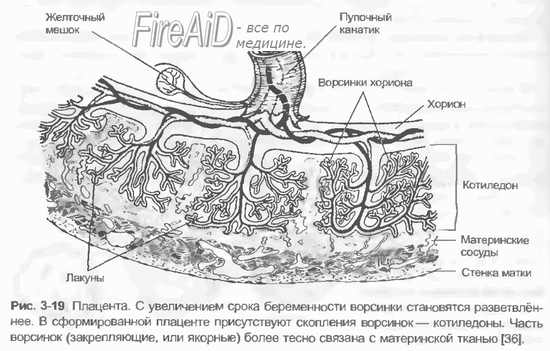 Желточный
мешок
FireAiD - все по
медицине.
Пупочный
канатик
Ворсинки хориона
Хорион
Котиледон
Материнские
сосуды
Стенка матки
Лакуны
Рис. 3-19 Плацента. С увеличением срока беременности ворсинки становятся разветвлён-
нее. В сформированной плаценте присутствуют скопления ворсинок — котиледоны. Часть
ворсинок (закрепляющие, или якорные) более тесно связана с материнской тканью [36].